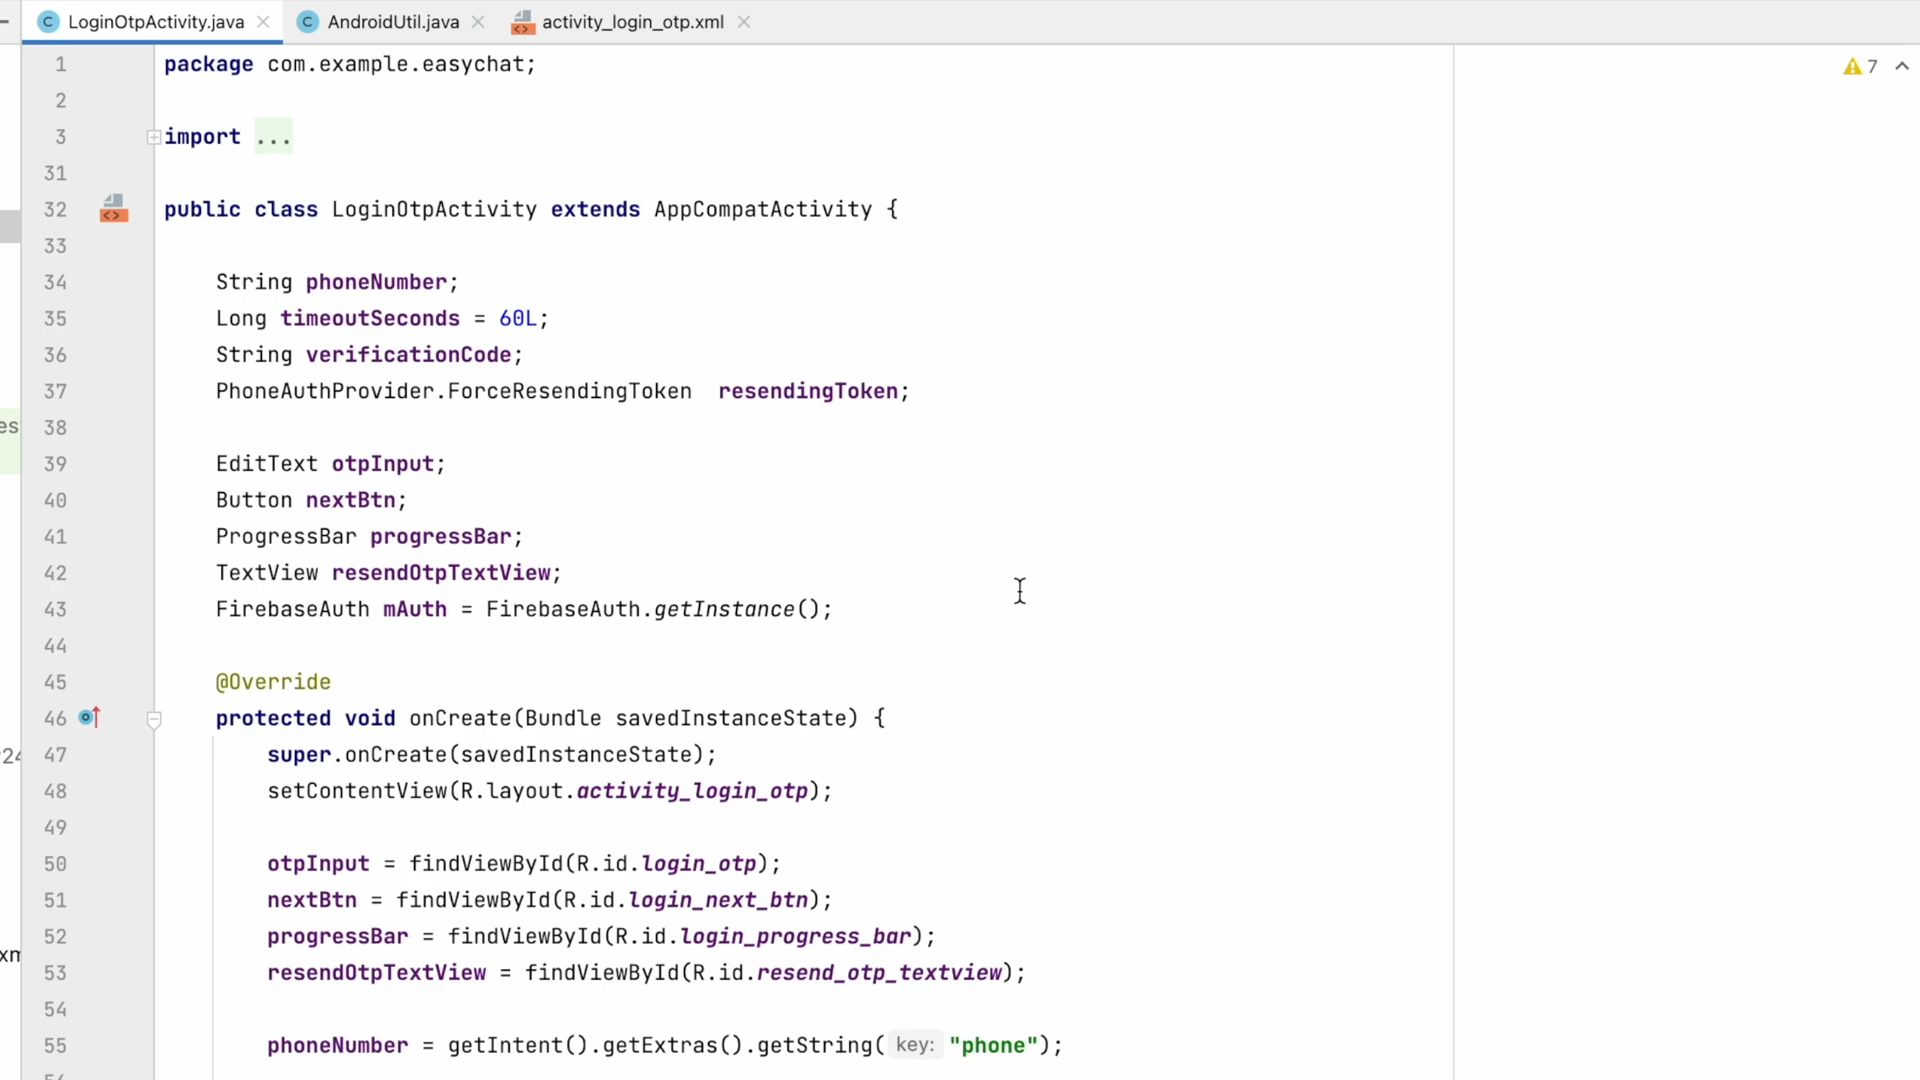 LoginOtpActivity.java AndroidUtil.java activity_login_otp.xml
1 package com.example.easychat;
7
2
3 import ...
31
32 public class LoginOtpActivity extends AppCompatActivity {
33
34 String phoneNumber;
35 Long timeoutSeconds = 60L;
36 String verificationCode;
37 PhoneAuthProvider.ForceResendingToken  resendingToken;
38
es
39 EditText otpInput;
40 Button nextBtn;
41 ProgressBar progressBar;
42 TextView resendOtpTextView;
43 FirebaseAuth mAuth = FirebaseAuth.getInstance();
44
45 @Override
46 protected void onCreate(Bundle savedInstanceState) {
24 47 super.onCreate(savedInstanceState);
48 setContentView(R.layout.activity_login_otp);
49
50 otpInput = findViewById(R.id.login_otp);
51 nextBtn = findViewById(R.id.login_next_btn);
52 progressBar = findViewById(R.id.login_progress_bar);
xm
53 resendOtpTextView = findViewById(R.id.resend_otp_textview);
54
55 phoneNumber = getIntent().getExtras().getString( key: "phone");